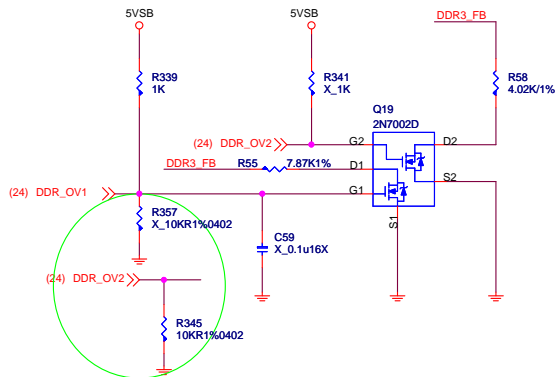 5VSB
5VSB
DDR3_FB
R339
1K
R341
X_1K
R58
4.02K/1%
Q19
2N7002D
(24) DDR_OV2
G2
D2
DDR3_FB
R55
7.87K1%
D1
S2
(24) DDR_OV1
G1
S1
R357
X_10KR1%0402
C59
X_0.1u16X
(24) DDR_OV2
R345
10KR1%0402